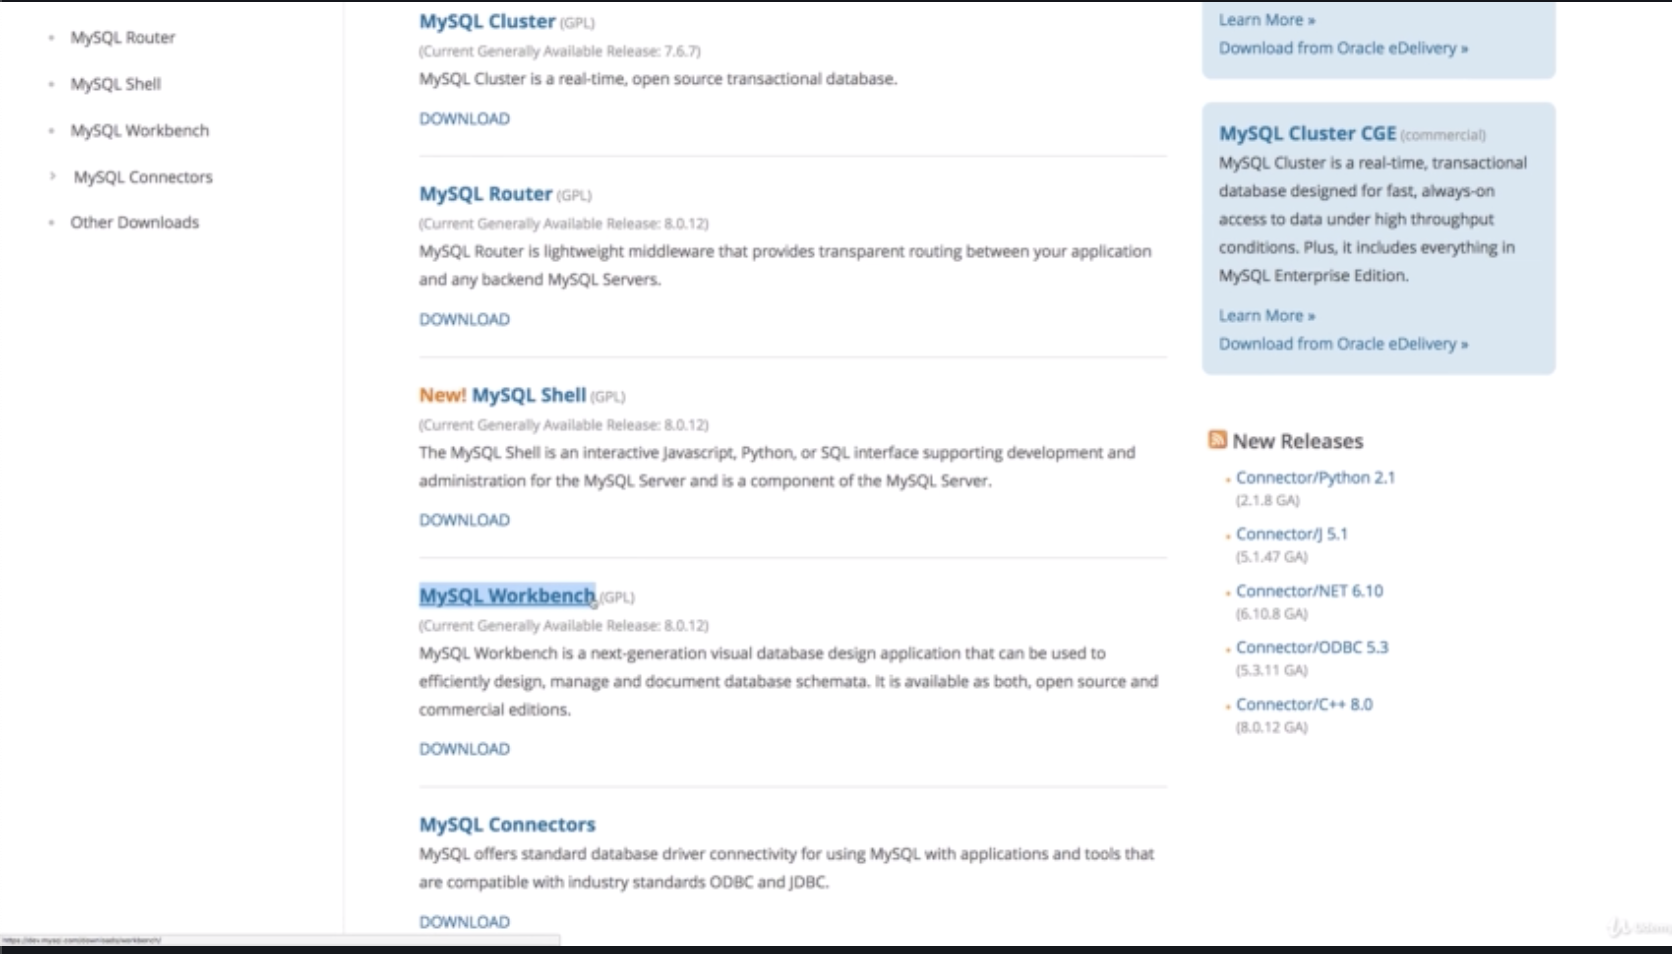 MySQL Router
MySQL Shell
MySQL Workbench
MySQL Connectors
Other Downloads
MySQL Cluster (GPL)
(Current Generally Available Release: 7.6.7)
MySQL Cluster is a real-time, open source transactional database.
DOWNLOAD
MySQL Router (GPL)
(Current Generally Available Release: 8.0.12)
MySQL Router is lightweight middleware that provides transparent routing between your application
and any backend MySQL Servers.
DOWNLOAD
New! MySQL Shell (GPL)
(Current Generally Available Release: 8.0.12)
The MySQL Shell is an interactive Javascript, Python, or SQL interface supporting development and
administration for the MySQL Server and is a component of the MySQL Server.
DOWNLOAD
MySQL Workbench (GPL)
(Current Generally Available Release: 8.0.12)
MySQL Workbench is a next-generation visual database design application that can be used to
efficiently design, manage and document database schemata. It is available as both, open source and
commercial editions.
DOWNLOAD
MySQL Connectors
MySQL offers standard database driver connectivity for using MySQL with applications and tools that
are compatible with industry standards ODBC and JDBC.
DOWNLOAD
Learn More »
Download from Oracle eDelivery »
MySQL Cluster CGE (commercial)
MySQL Cluster is a real-time, transactional
database designed for fast, always-on
access to data under high throughput
conditions. Plus, it includes everything in
MySQL Enterprise Edition.
Learn More »
Download from Oracle eDelivery »
New Releases
Connector/Python 2.1
(2.1.8 GA)
Connector/J 5.1
(5.1.47 GA)
Connector/NET 6.10
(6.10.8 GA)
Connector/ODBC 5.3
(5.3.11 GA)
Connector/C++ 8.0
(8.0.12 GA)
https://dev.mysql.com/downloads/workbench/